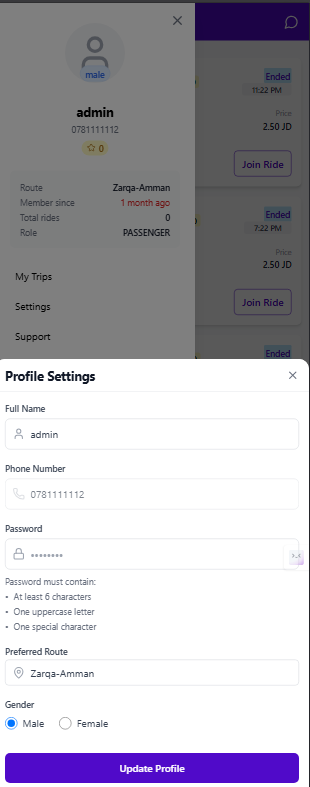 male
admin
0781111112
0
Route Zarqa-Amman
Member since 1 month ago
Total rides 0
Role PASSENGER
My Trips
Settings
Support
Ended
11:22 PM
Price
2.50 JD
Join Ride
Ended
7:22 PM
Price
2.50 JD
Join Ride
Ended
Profile Settings
Full Name
admin
Phone Number
0781111112
Password
Password must contain:
• At least 6 characters
• One uppercase letter
• One special character
Preferred Route
Zarqa-Amman
Gender
Male Female
Update Profile